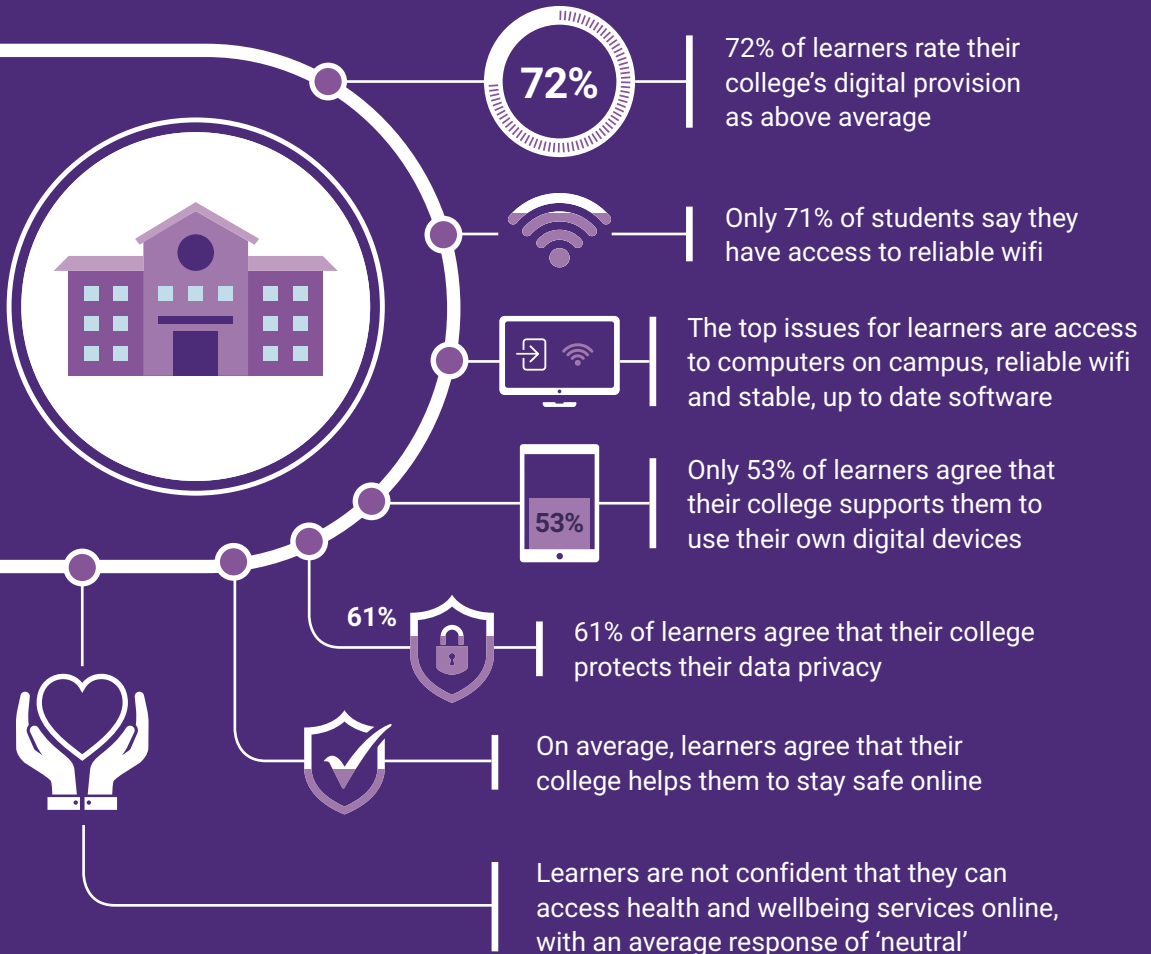 72%
72% of learners rate their
college’s digital provision
as above average
Only 71% of students say they
have access to reliable wifi
The top issues for learners are access
to computers on campus, reliable wifi
and stable, up to date software
53%
Only 53% of learners agree that
their college supports them to
use their own digital devices
61%
61% of learners agree that their college
protects their data privacy
On average, learners agree that their
college helps them to stay safe online
Learners are not confident that they can
access health and wellbeing services online,
with an average response of ‘neutral’